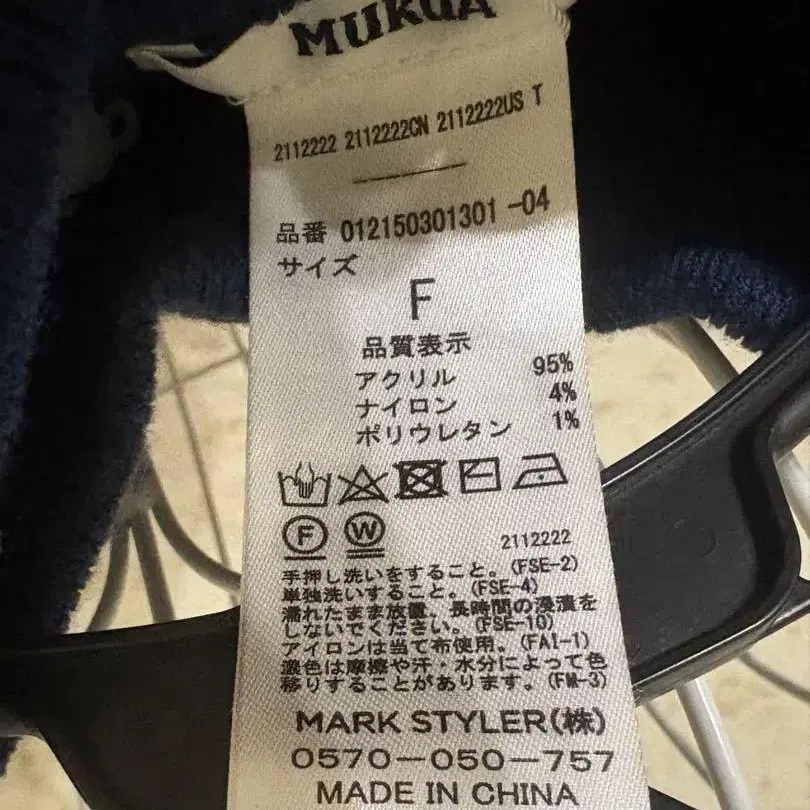 MURUA
2112222 2112222CN 2112222US T
品番 012150301301 -04
サイズ
F
品質表示
アクリル 95%
ナイロン 4%
ポリウレタン 1%
F W
2112222
手押し洗いをすること。(FSE-2)
単独洗いすること。(FSE-4)
濡れたまま放置、長時間の浸漬を
しないでください。(FSE-10)
アイロンは当て布使用。(FAI-1)
濃色は摩擦や汗・水分によって色
移りすることがあります。(FM-3)
MARK STYLER(株)
0570-050-757
MADE IN CHINA